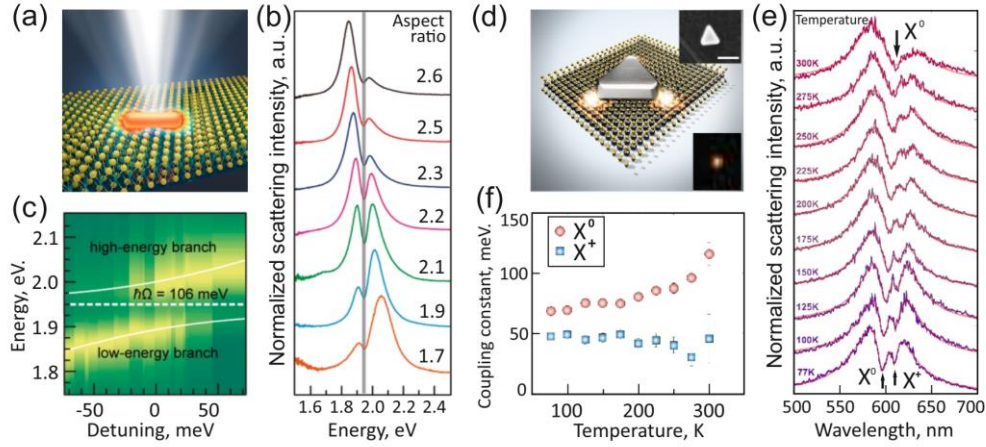 (a)
(b)
Normalized scattering intensity, a.u.
Aspect
ratio
2.6
2.5
2.3
2.2
2.1
1.9
1.7
1.6 1.8 2.0 2.2 2.4
Energy, eV
(c)
Energy, eV.
2.1
2.0
1.9
1.8
high-energy branch
ℏΩ = 106 meV
low-energy branch
-50 0 50
Detuning, meV
(d)
(e)
Normalized scattering intensity, a.u.
Temperature
X⁰
300K
275K
250K
225K
200K
175K
150K
125K
100K
77K
X⁰ X⁺
500 600 700
Wavelength, nm
(f)
Coupling constant, meV.
150
100
50
0
X⁰
X⁺
100 200 300
Temperature, K